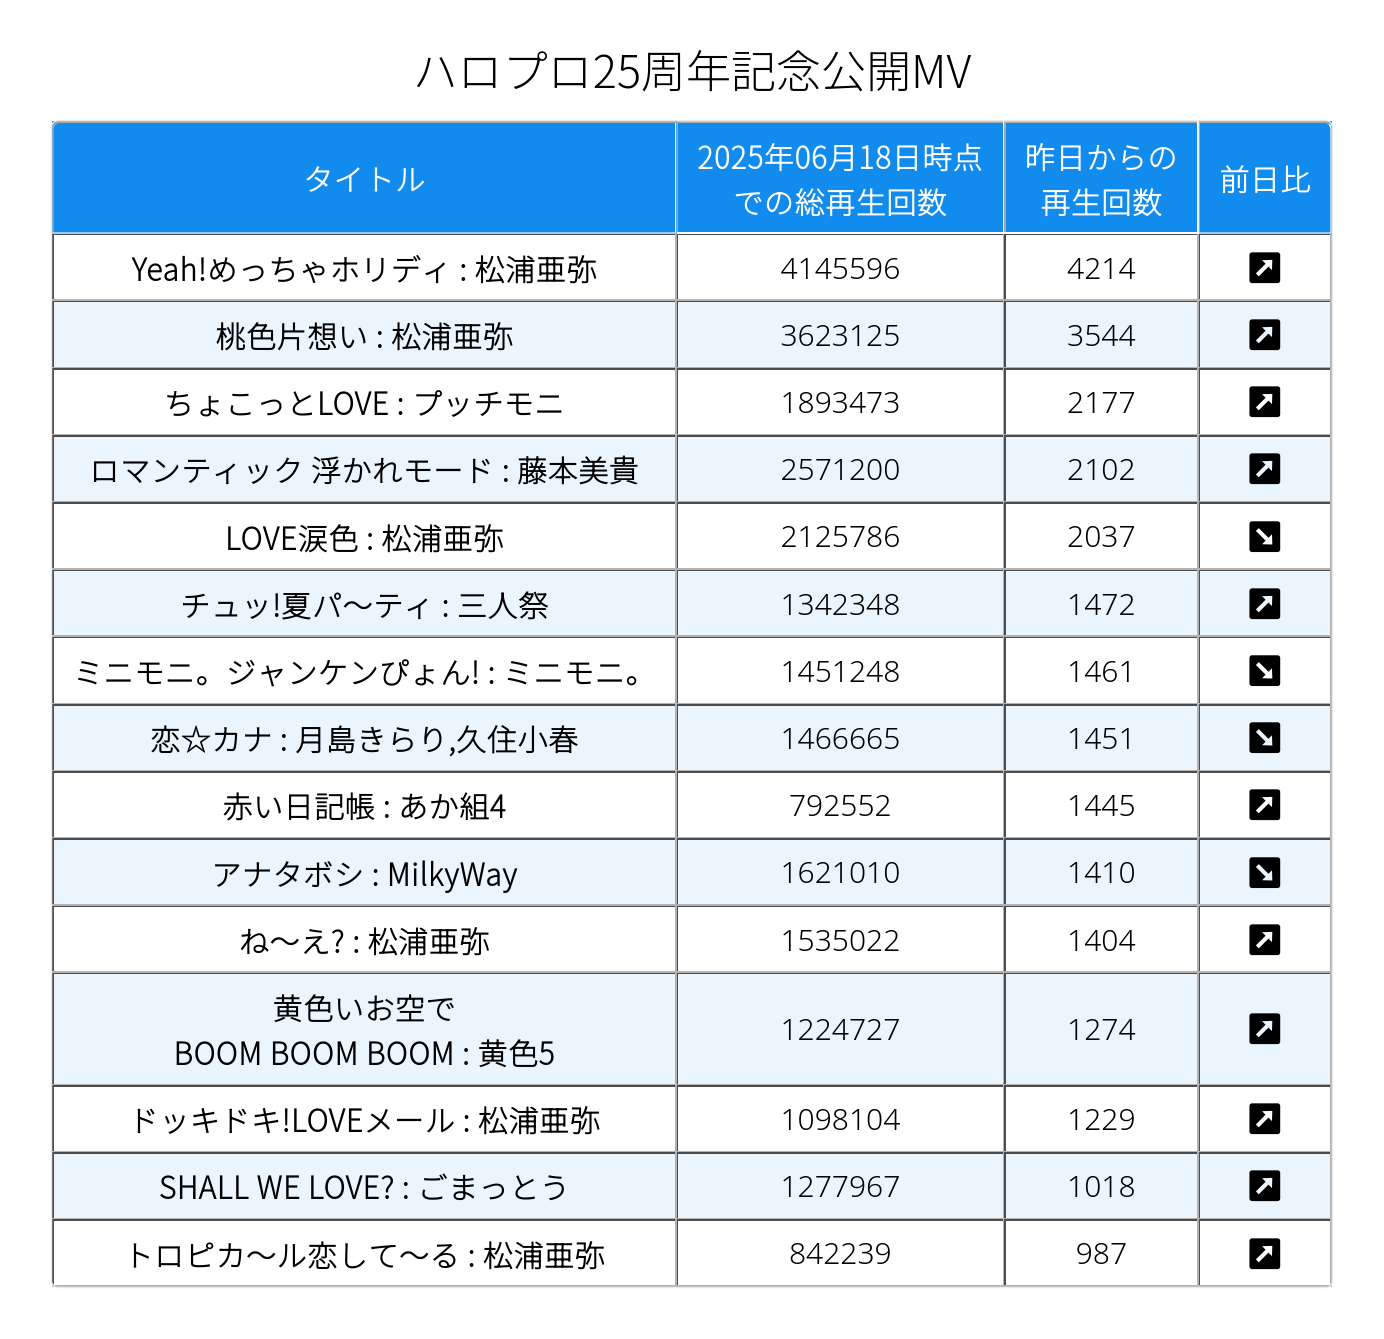 ハロプロ25周年記念公開MV
タイトル 2025年06月18日時点での総再生回数 昨日からの再生回数 前日比
Yeah!めっちゃホリディ : 松浦亜弥 4145596 4214 ↗
桃色片想い : 松浦亜弥 3623125 3544 ↗
ちょこっとLOVE : プッチモニ 1893473 2177 ↗
ロマンティック 浮かれモード : 藤本美貴 2571200 2102 ↗
LOVE涙色 : 松浦亜弥 2125786 2037 ↘
チュッ!夏パ〜ティ : 三人祭 1342348 1472 ↗
ミニモニ。ジャンケンぴょん! : ミニモニ。 1451248 1461 ↘
恋☆カナ : 月島きらり,久住小春 1466665 1451 ↘
赤い日記帳 : あか組4 792552 1445 ↗
アナタボシ : MilkyWay 1621010 1410 ↘
ね〜え? : 松浦亜弥 1535022 1404 ↗
黄色いお空で
BOOM BOOM BOOM : 黄色5 1224727 1274 ↗
ドッキドキ!LOVEメール : 松浦亜弥 1098104 1229 ↗
SHALL WE LOVE? : ごまっとう 1277967 1018 ↗
トロピカ〜ル恋して〜る : 松浦亜弥 842239 987 ↗